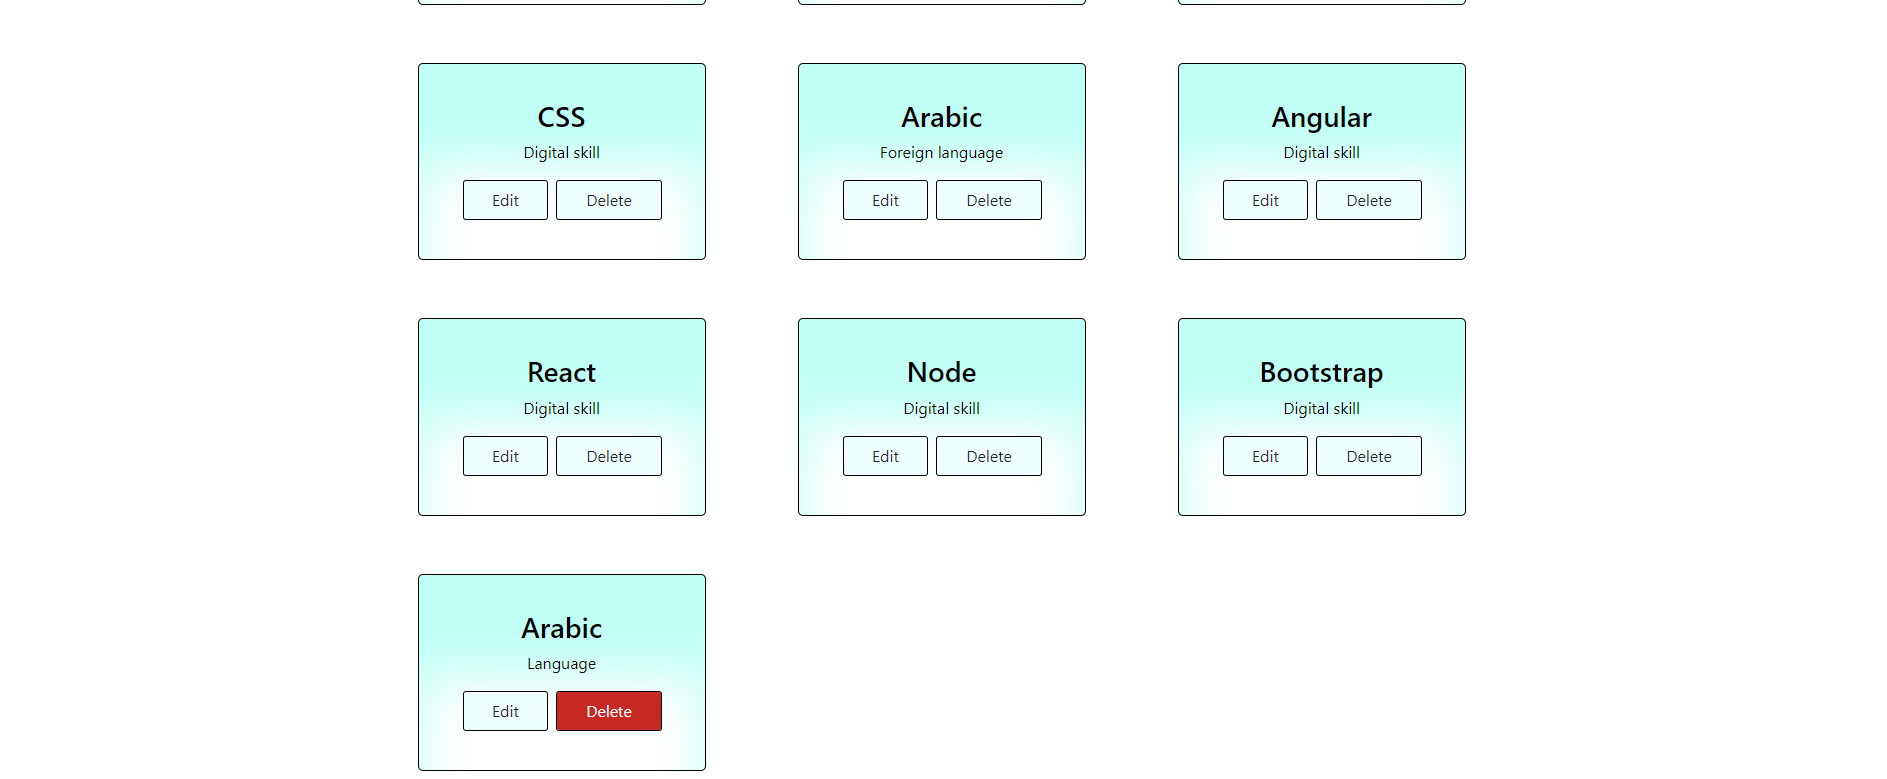 CSS
Digital skill
Edit Delete
Arabic
Foreign language
Edit Delete
Angular
Digital skill
Edit Delete
React
Digital skill
Edit Delete
Node
Digital skill
Edit Delete
Bootstrap
Digital skill
Edit Delete
Arabic
Language
Edit Delete